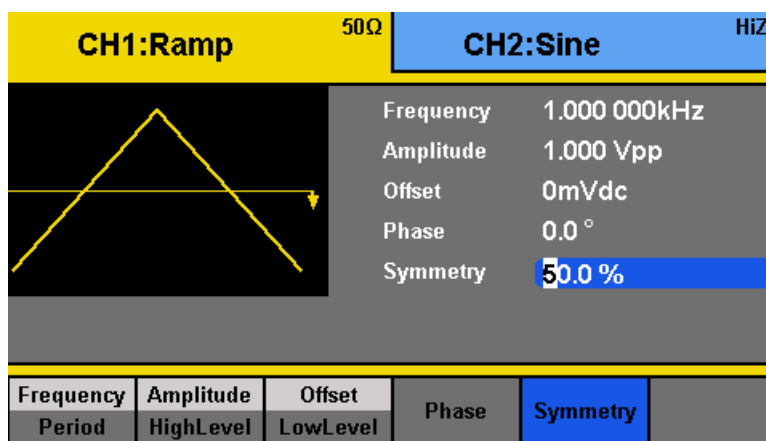 CH1:Ramp 50Ω CH2:Sine HiZ
Frequency 1.000 000kHz
Amplitude 1.000 Vpp
Offset 0mVdc
Phase 0.0 °
Symmetry 50.0 %
Frequency Amplitude Offset Phase Symmetry
Period HighLevel LowLevel